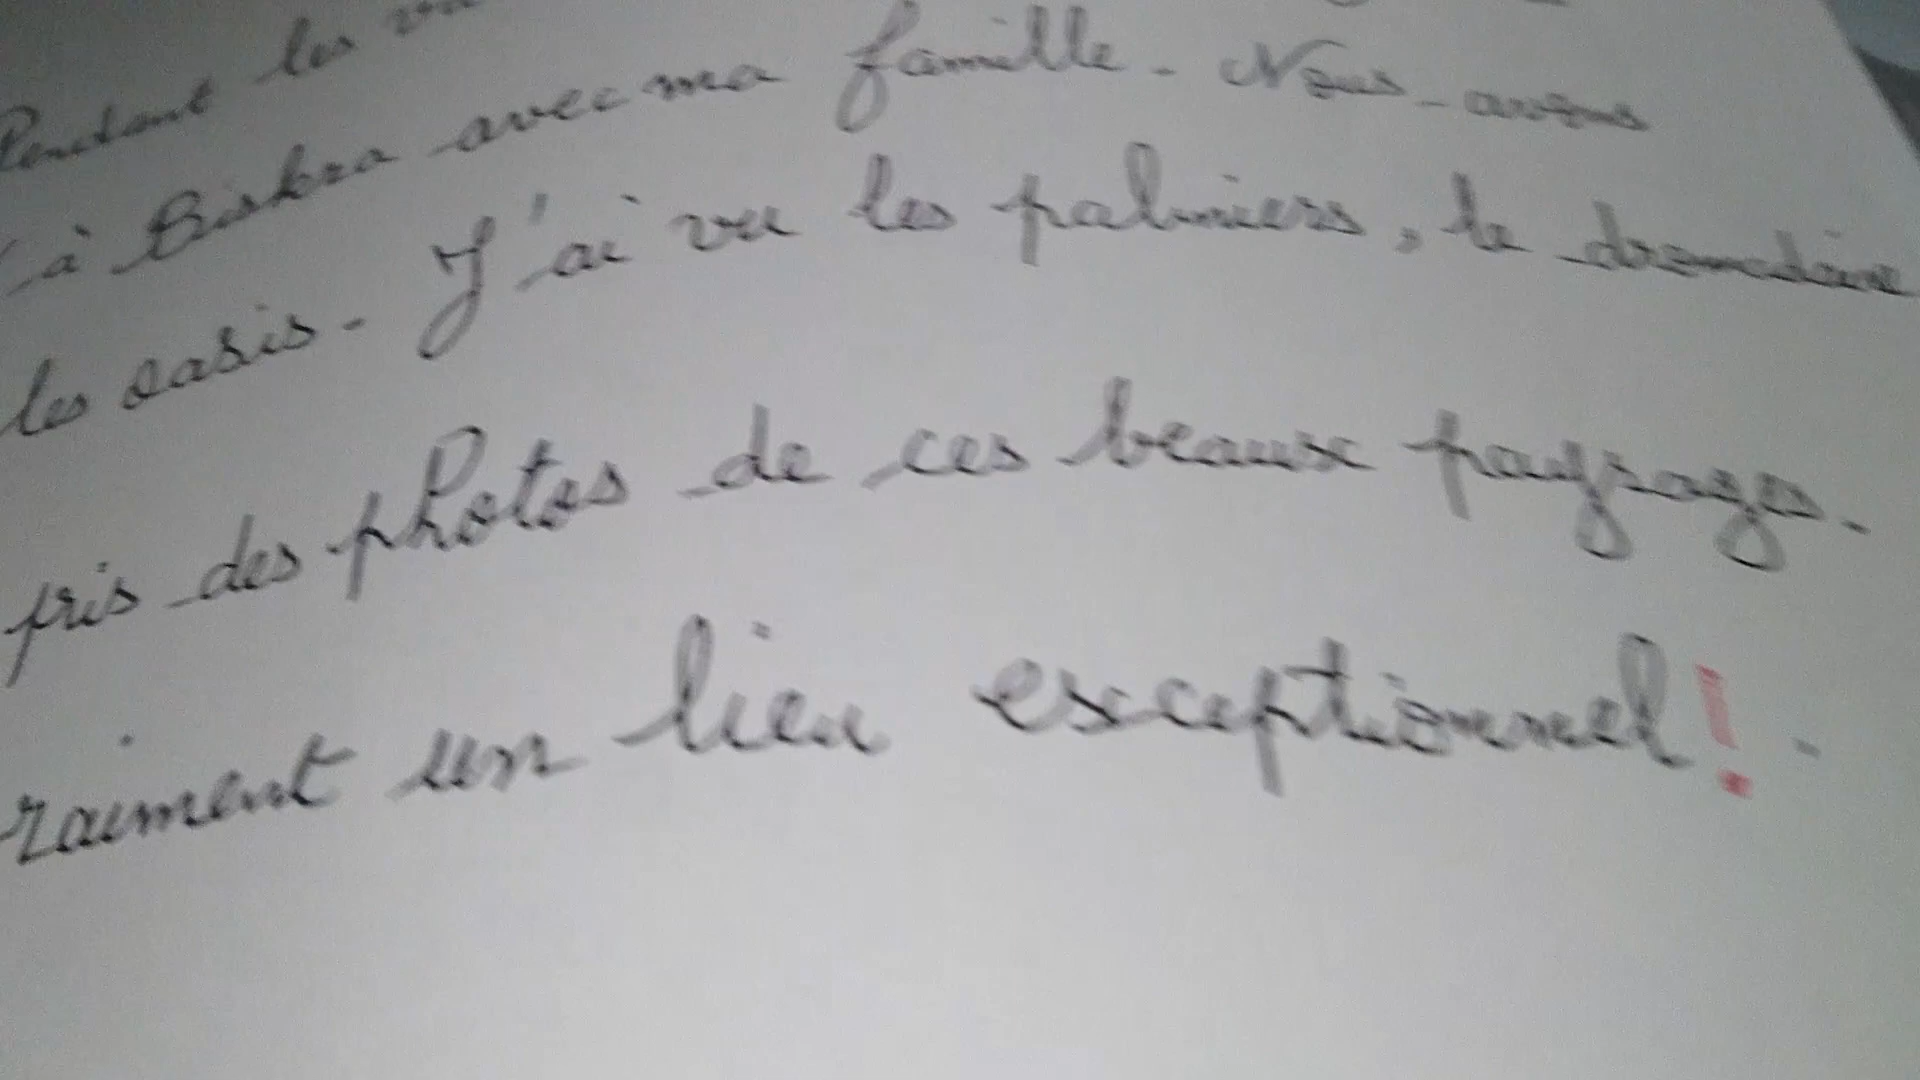 Pendant les va
à Biskra avec ma famille. Nous avons
les oasis. J'ai vu les palmiers, le dromadaire
pris des photos de ces beaux paysages.
raiment un lieu exceptionnel! .